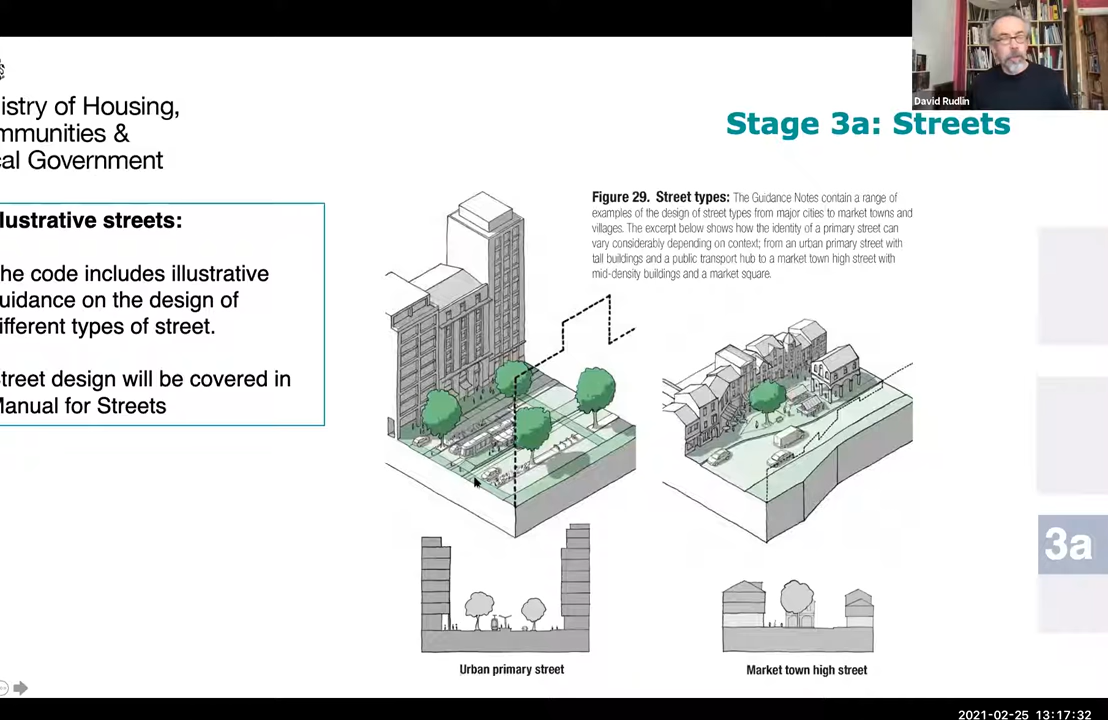 David Rudlin
istry of Housing,
mmunities &
cal Government
Stage 3a: Streets
llustrative streets:
he code includes illustrative
uidance on the design of
ifferent types of street.
treet design will be covered in
Manual for Streets
Figure 29. Street types: The Guidance Notes contain a range of
examples of the design of street types from major cities to market towns and
villages. The excerpt below shows how the identity of a primary street can
vary considerably depending on context; from an urban primary street with
tall buildings and a public transport hub to a market town high street with
mid-density buildings and a market square.
3a
Urban primary street
Market town high street
2021-02-25 13:17:32